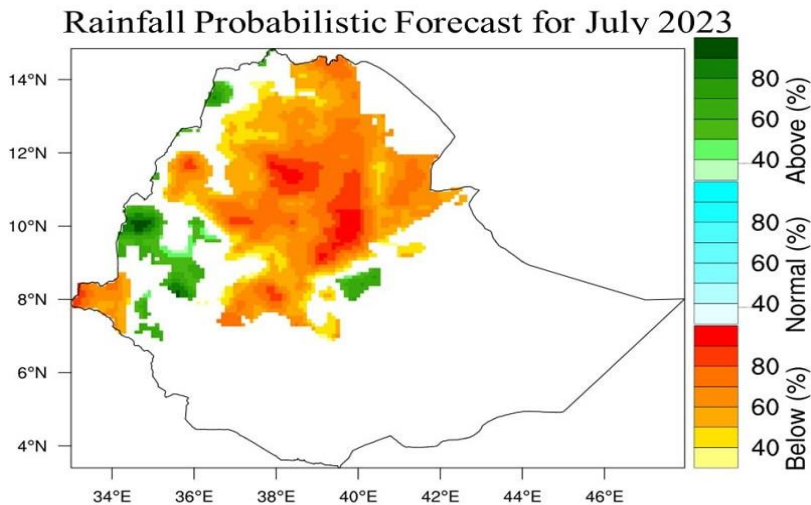 Rainfall Probabilistic Forecast for July 2023
14°N
12°N
10°N
8°N
6°N
4°N
34°E 36°E 38°E 40°E 42°E 44°E 46°E
80
60
40
Above (%)
80
60
40
Normal (%)
80
60
40
Below (%)